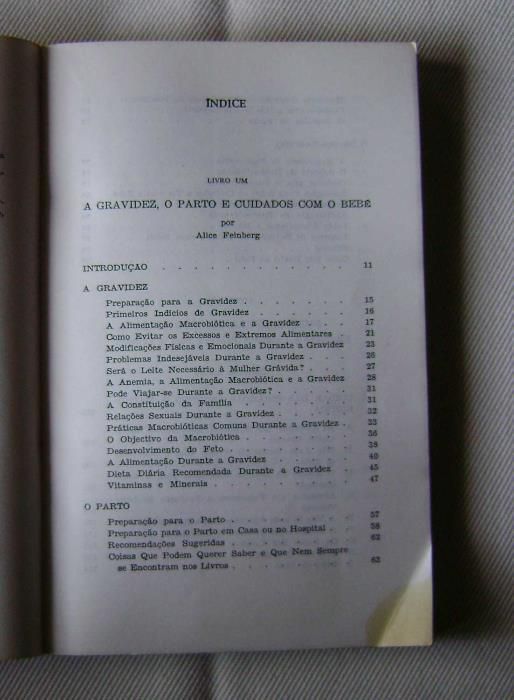 ÍNDICE
LIVRO UM
A GRAVIDEZ, O PARTO E CUIDADOS COM O BEBÉ
por
Alice Feinberg
INTRODUÇÃO . . . . . . . . . . . . 11
A GRAVIDEZ
Preparação para a Gravidez . . . . . . . 15
Primeiros Indícios de Gravidez . . . . . . 16
A Alimentação Macrobiótica e a Gravidez . . . 17
Como Evitar os Excessos e Extremos Alimentares . 21
Modificações Físicas e Emocionais Durante a Gravidez 23
Problemas Indesejáveis Durante a Gravidez . . . 26
Será o Leite Necessário à Mulher Grávida? . . . 27
A Anemia, a Alimentação Macrobiótica e a Gravidez 28
Pode Viajar-se Durante a Gravidez? . . . . . 31
A Constituição da Família . . . . . . . 31
Relações Sexuais Durante a Gravidez . . . . . 32
Práticas Macrobióticas Comuns Durante a Gravidez . 33
O Objectivo da Macrobiótica . . . . . . . 36
Desenvolvimento do Feto . . . . . . . . 38
A Alimentação Durante a Gravidez . . . . . 40
Dieta Diária Recomendada Durante a Gravidez . 45
Vitaminas e Minerais . . . . . . . . . 47
O PARTO
Preparação para o Parto . . . . . . . . 57
Preparação para o Parto em Casa ou no Hospital . 58
Recomendações Sugeridas . . . . . . . . 62
Coisas Que Podem Querer Saber e Que Nem Sempre
se Encontram nos Livros . . . . . . . . 63